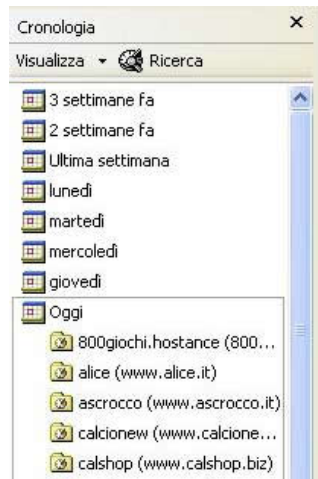 Cronologia
Visualizza Ricerca
3 settimane fa
2 settimane fa
Ultima settimana
lunedì
martedì
mercoledì
giovedì
Oggi
800giochi.hostance (800...
alice (www.alice.it)
ascrocco (www.ascrocco.it)
calcionew (www.calcione...
calshop (www.calshop.biz)